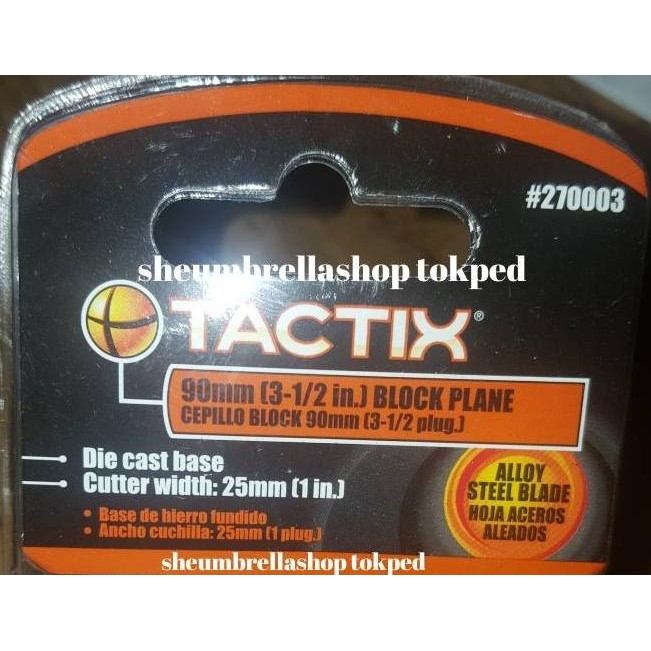 #270003
sheumbrellashop tokped
TACTIX®
90mm (3-1/2 in.) BLOCK PLANE
CEPILLO BLOCK 90mm (3-1/2 plug.)
Die cast base
Cutter width: 25mm (1 in.)
• Base de hierro fundido
• Ancho cuchilla: 25mm (1 plug.)
ALLOY
STEEL BLADE
HOJA ACEROS
ALEADOS
sheumbrellashop tokped